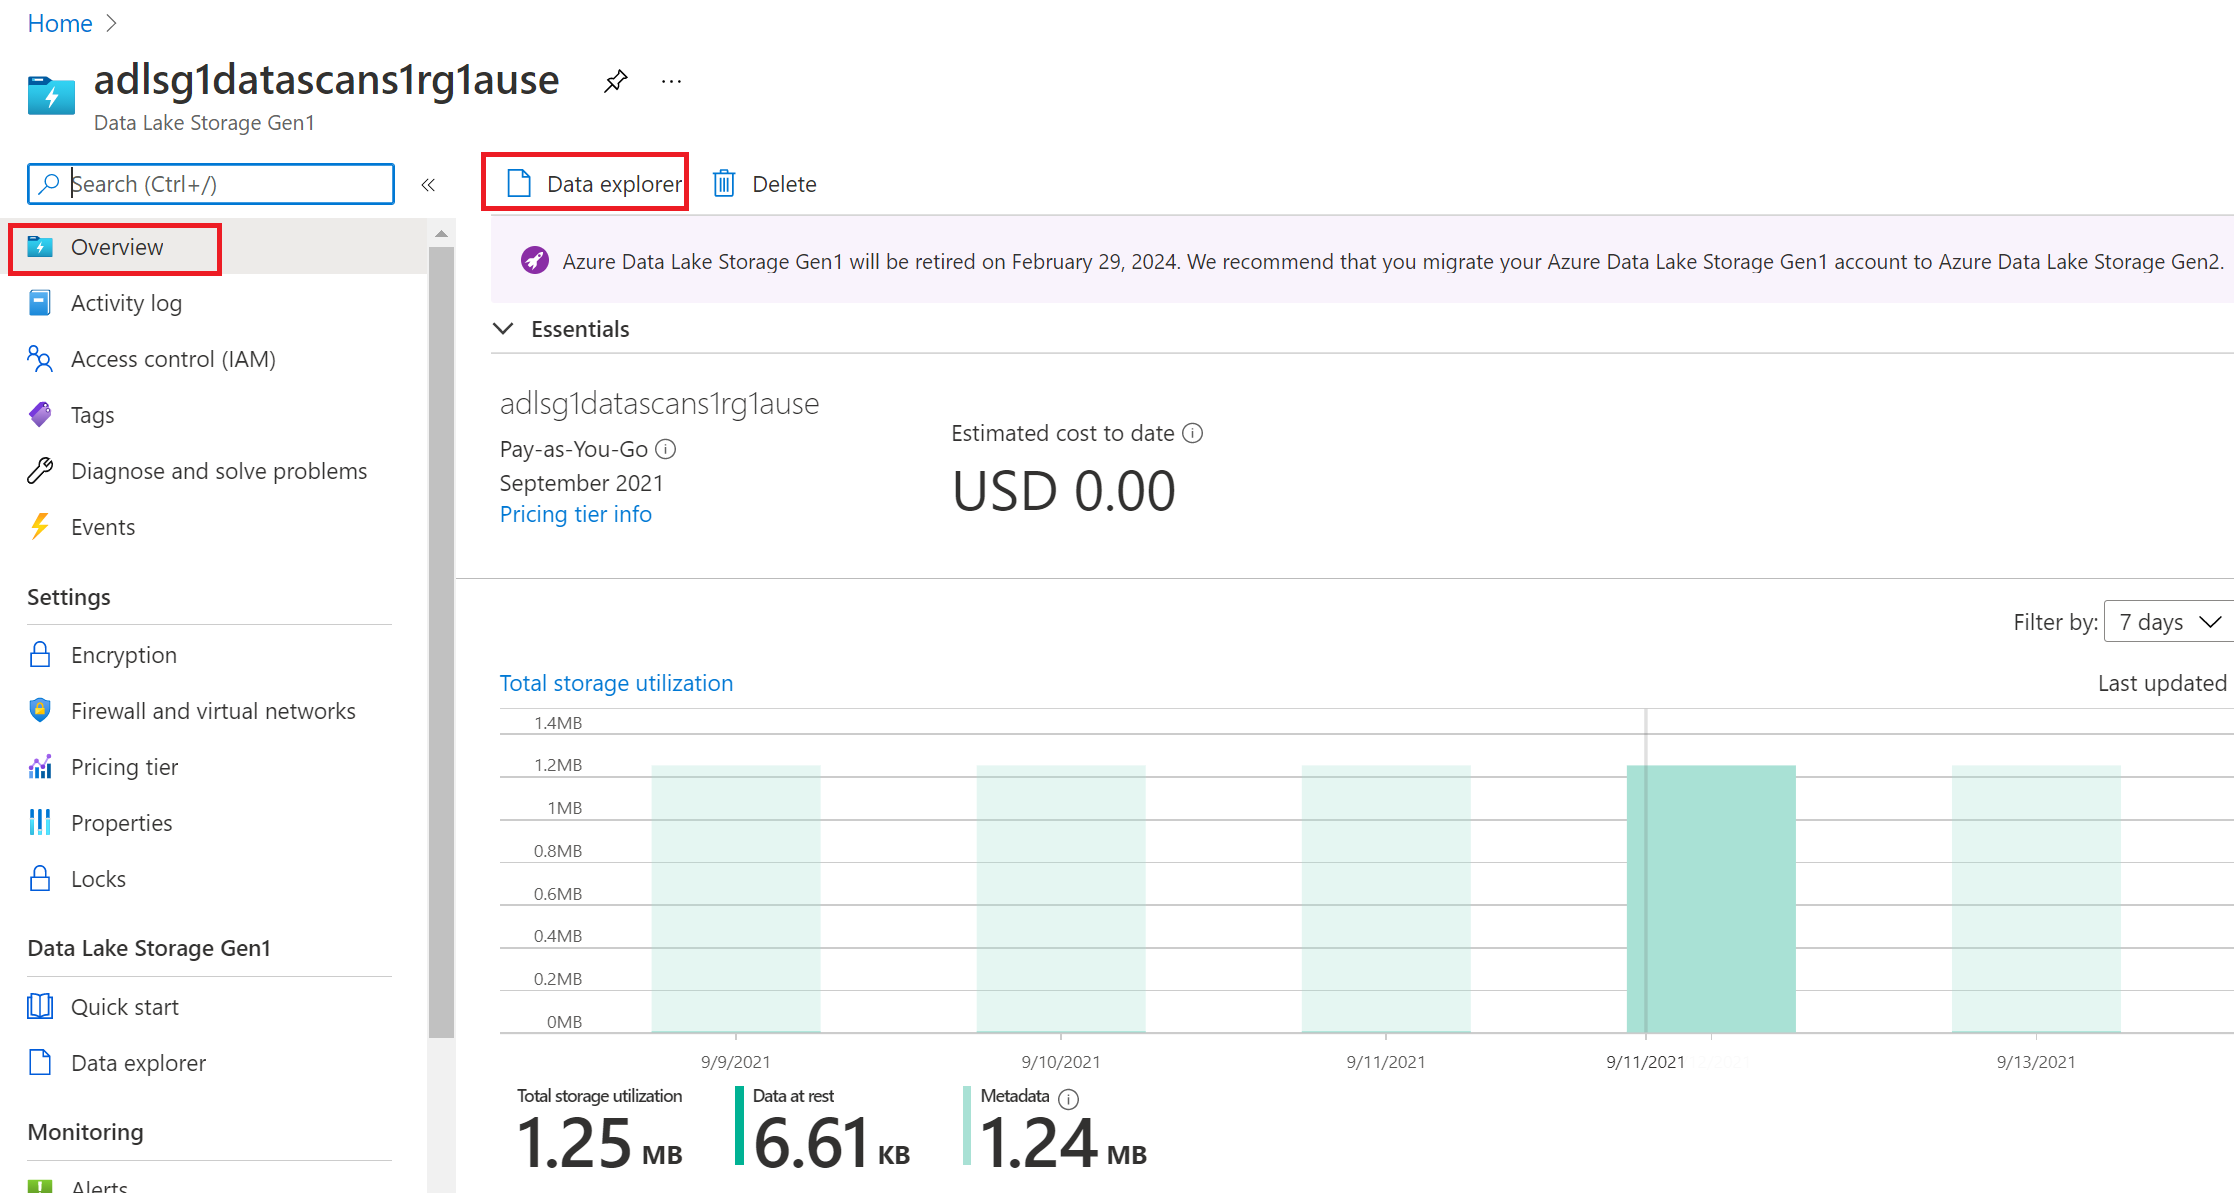 Home
adlsg1datascans1rg1ause
Data Lake Storage Gen1
Search (Ctrl+/)
Overview
Activity log
Access control (IAM)
Tags
Diagnose and solve problems
Events
Settings
Encryption
Firewall and virtual networks
Pricing tier
Properties
Locks
Data Lake Storage Gen1
Quick start
Data explorer
Monitoring
Alerts
Data explorer
Delete
Azure Data Lake Storage Gen1 will be retired on February 29, 2024. We recommend that you migrate your Azure Data Lake Storage Gen1 account to Azure Data Lake Storage Gen2.
Essentials
adlsg1datascans1rg1ause
Pay-as-You-Go
September 2021
Pricing tier info
Estimated cost to date
USD 0.00
Filter by: 7 days
Total storage utilization
Last updated
1.4MB
1.2MB
1MB
0.8MB
0.6MB
0.4MB
0.2MB
0MB
9/9/2021
9/10/2021
9/11/2021
9/11/2021
9/13/2021
Total storage utilization
1.25 MB
Data at rest
6.61 KB
Metadata
1.24 MB